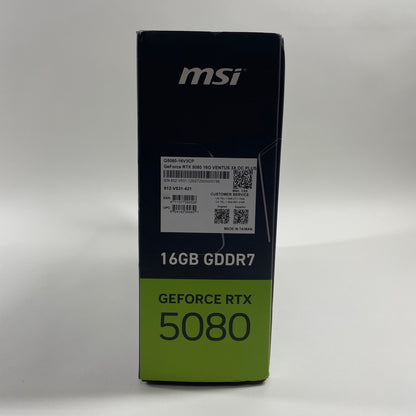 msi
G5080-16V3CP
GeForce RTX 5080 16G VENTUS 3X OC PLUS
912-V531-621
CUSTOMER SERVICE
MADE IN TAIWAN
16GB GDDR7
GEFORCE RTX
5080